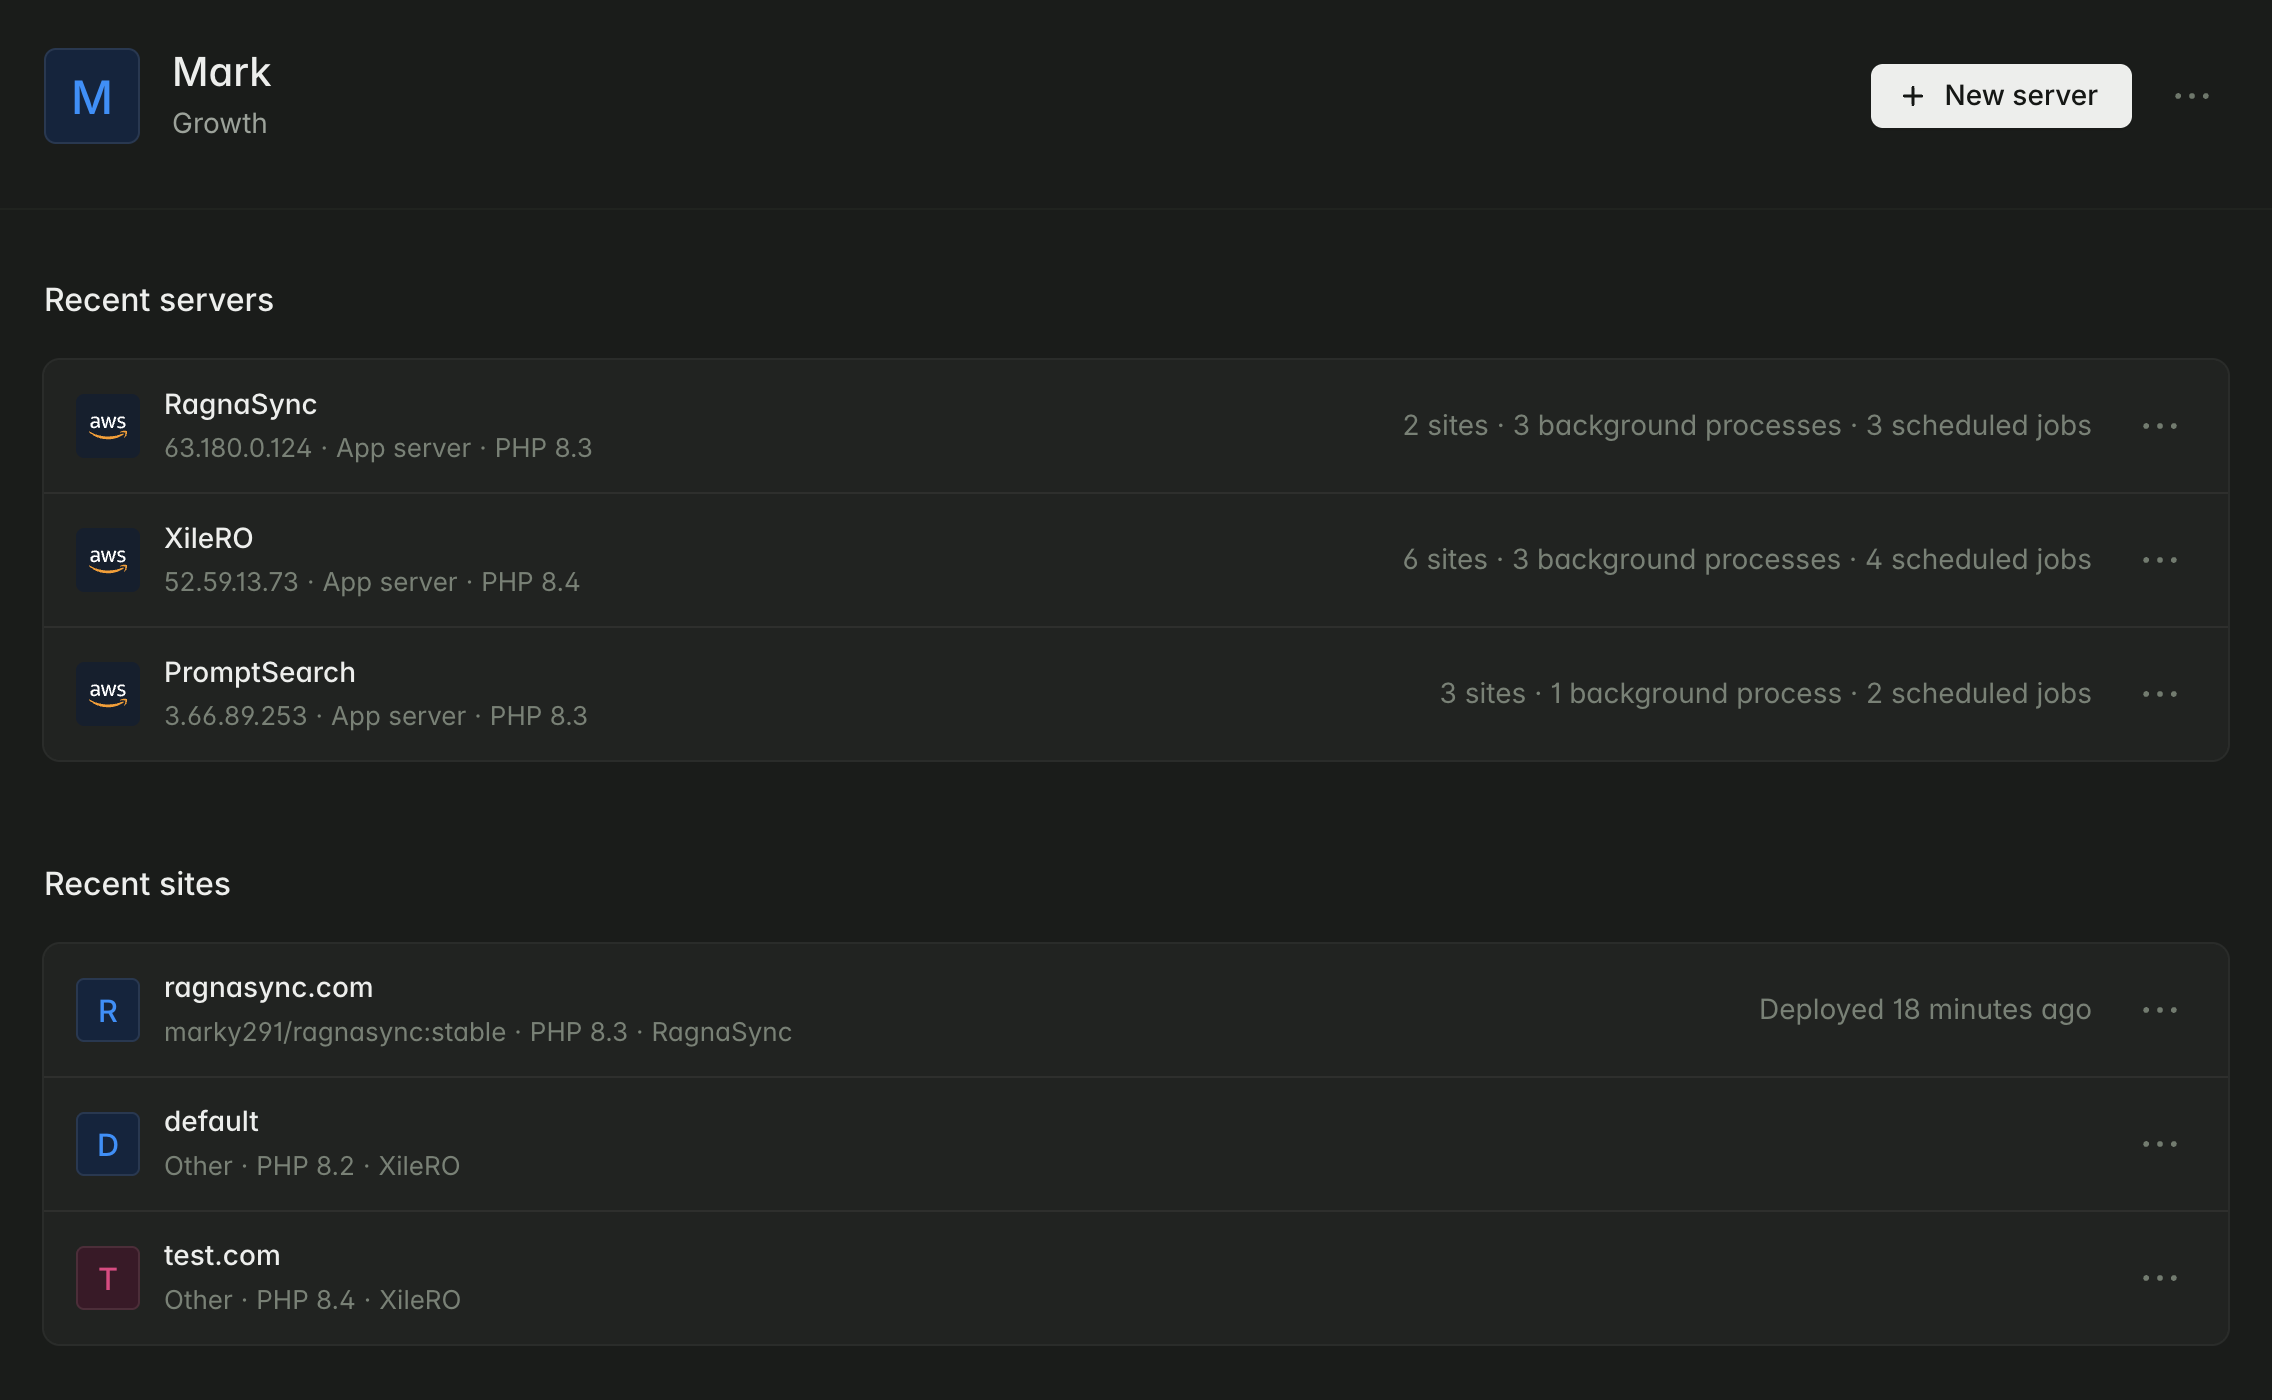 M
Mark
Growth
+ New server
Recent servers
aws
RagnaSync
63.180.0.124 · App server · PHP 8.3
2 sites · 3 background processes · 3 scheduled jobs
aws
XileRO
52.59.13.73 · App server · PHP 8.4
6 sites · 3 background processes · 4 scheduled jobs
aws
PromptSearch
3.66.89.253 · App server · PHP 8.3
3 sites · 1 background process · 2 scheduled jobs
Recent sites
R
ragnasync.com
marky291/ragnasync:stable · PHP 8.3 · RagnaSync
Deployed 18 minutes ago
D
default
Other · PHP 8.2 · XileRO
T
test.com
Other · PHP 8.4 · XileRO